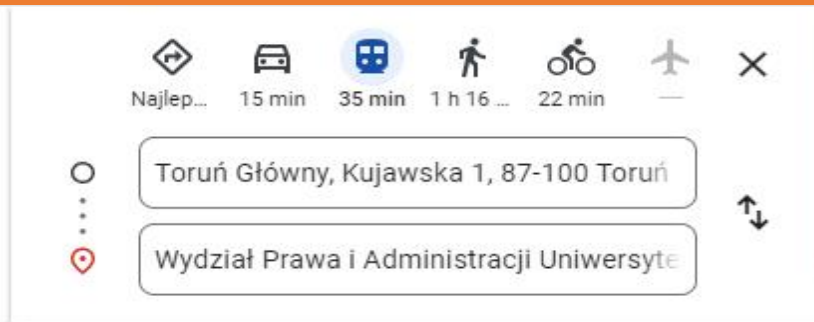 Najlep... 15 min 35 min 1 h 16 ... 22 min —
Toruń Główny, Kujawska 1, 87-100 Toruń
Wydział Prawa i Administracji Uniwersyte